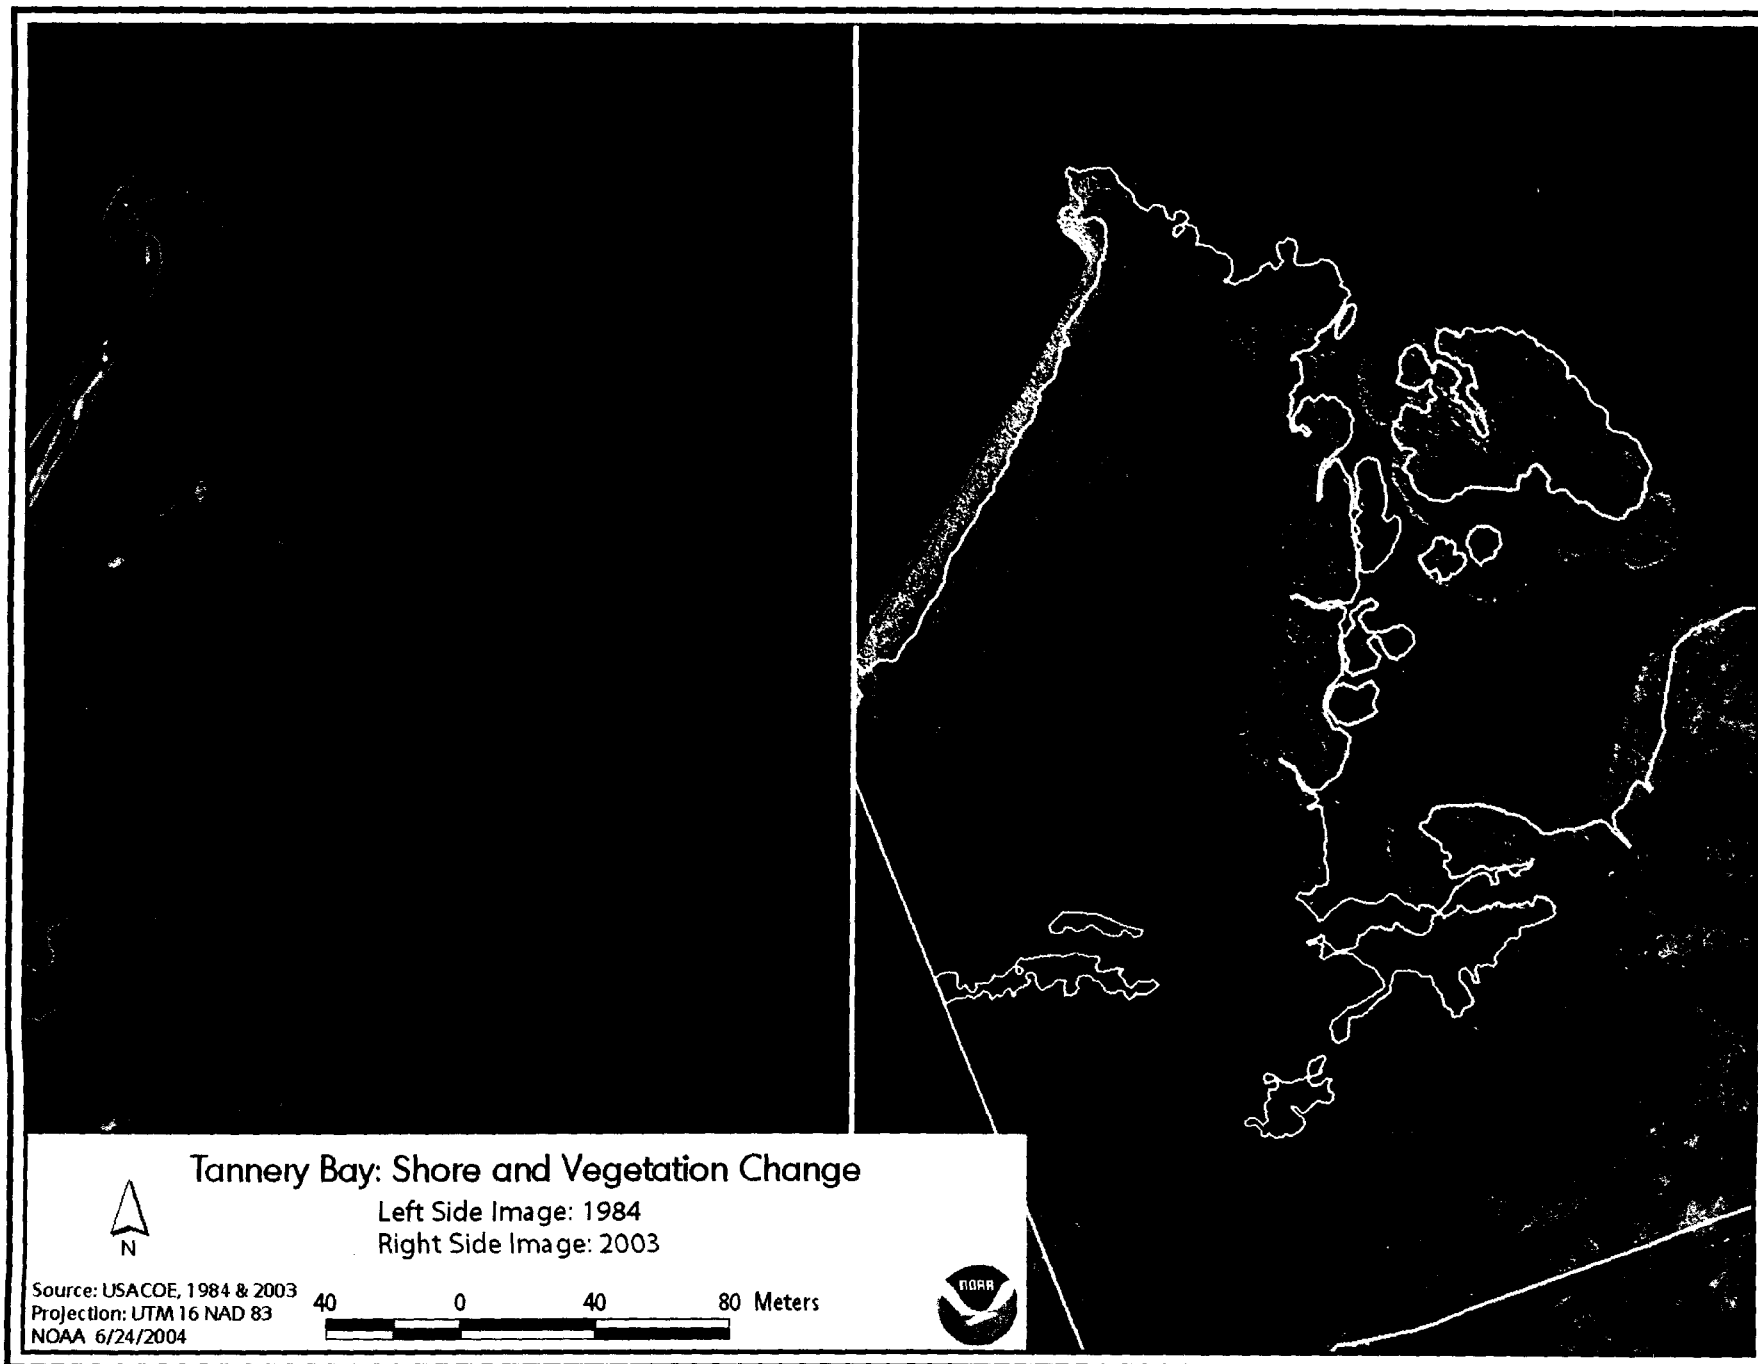 Tannery Bay: Shore and Vegetation Change
Left Side Image: 1984
Right Side Image: 2003
N
Source: USACOE, 1984 & 2003
Projection: UTM 16 NAD 83
NOAA 6/24/2004
40 0 40 80 Meters
NOAA